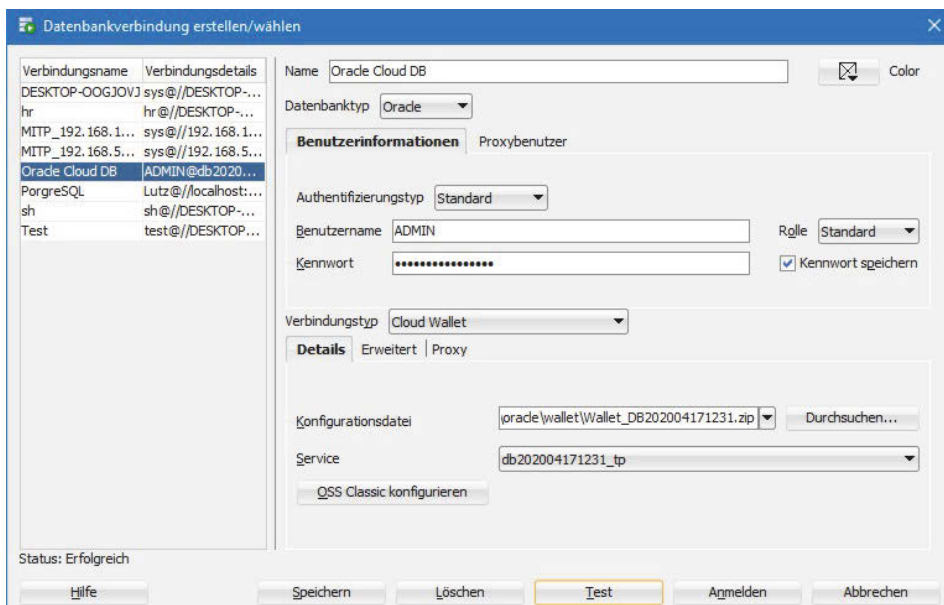 Datenbankverbindung erstellen/wählen
Verbindungsname Verbindungsdetails
DESKTOP-OOGJOVJ sys@//DESKTOP-...
hr hr@//DESKTOP-...
MITP_192.168.1... sys@//192.168.1...
MITP_192.168.5... sys@//192.168.5...
Oracle Cloud DB ADMIN@db2020...
PorgreSQL Lutz@//localhost:...
sh sh@//DESKTOP-...
Test test@//DESKTOP...
Name Oracle Cloud DB Color
Datenbanktyp Oracle
Benutzerinformationen Proxybenutzer
Authentifizierungstyp Standard
Benutzername ADMIN Rolle Standard
Kennwort •••••••••••••••• Kennwort speichern
Verbindungstyp Cloud Wallet
Details Erweitert Proxy
Konfigurationsdatei oracle\wallet\Wallet_DB202004171231.zip Durchsuchen...
Service db202004171231_tp
OSS Classic konfigurieren
Status: Erfolgreich
Hilfe Speichern Löschen Test Anmelden Abbrechen